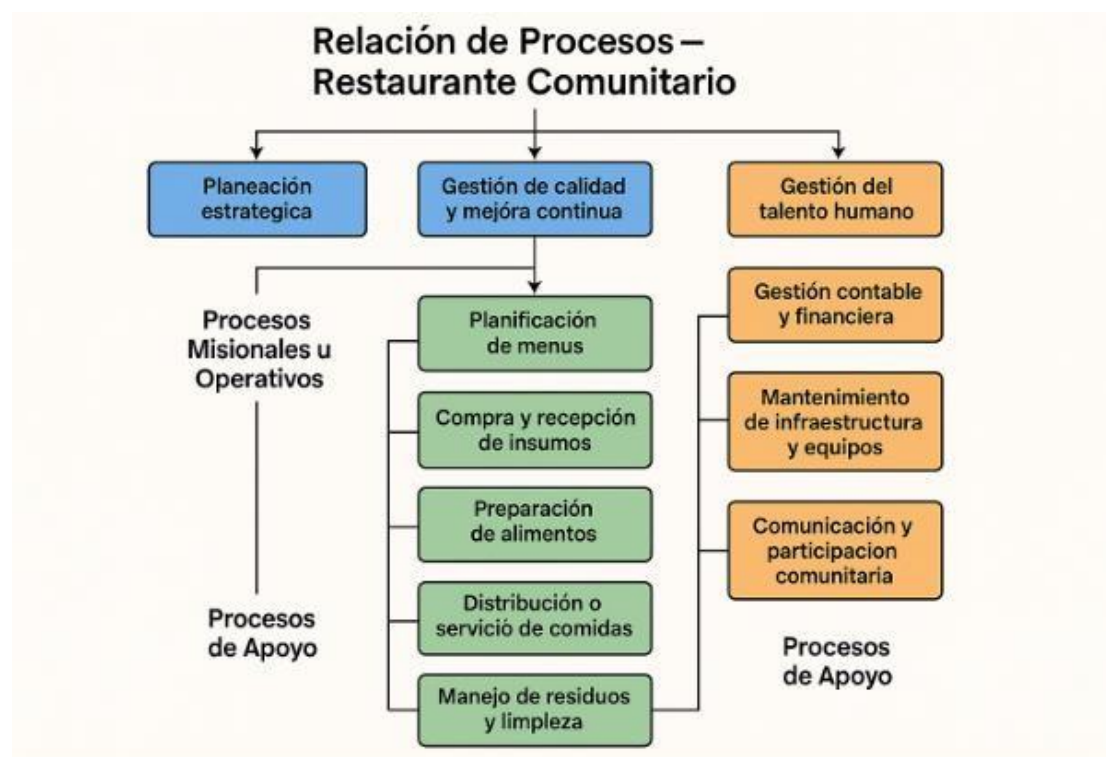 Relación de Procesos –
Restaurante Comunitario
Planeación
estrategica
Gestión de calidad
y mejóra continua
Gestión del
talento humano
Procesos
Misionales u
Operativos
Procesos
de Apoyo
Planificación
de menus
Compra y recepción
de insumos
Preparación
de alimentos
Distribución o
servició de comidas
Manejo de residuos
y limpleza
Gestión contable
y financiera
Mantenimiento
de infraestructura
y equipos
Comunicación y
participacion
comunitaria
Procesos
de Apoyo